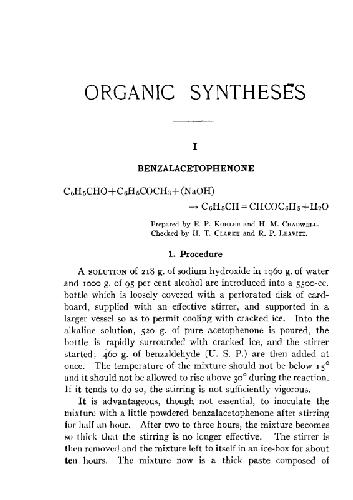 ORGANIC SYNTHESES
I
BENZALACETOPHENONE
C₆H₅CHO+C₆H₅COCH₃+(NaOH)
→ C₆H₅CH=CHCOC₆H₅+H₂O
Prepared by E. P. KOHLER and H. M. CHADWELL.
Checked by H. T. CLARKE and R. P. LEAVITT.
1. Procedure
A SOLUTION of 218 g. of sodium hydroxide in 1960 g. of water
and 1000 g. of 95 per cent alcohol are introduced into a 5500-cc.
bottle which is loosely covered with a perforated disk of card-
board, supplied with an effective stirrer, and supported in a
larger vessel so as to permit cooling with cracked ice. Into the
alkaline solution, 520 g. of pure acetophenone is poured, the
bottle is rapidly surrounded with cracked ice, and the stirrer
started; 460 g. of benzaldehyde (U. S. P.) are then added at
once. The temperature of the mixture should not be below 15°
and it should not be allowed to rise above 30° during the reaction.
If it tends to do so, the stirring is not sufficiently vigorous.
It is advantageous, though not essential, to inoculate the
mixture with a little powdered benzalacetophenone after stirring
for half an hour. After two to three hours, the mixture becomes
so thick that the stirring is no longer effective. The stirrer is
then removed and the mixture left to itself in an ice-box for about
ten hours. The mixture now is a thick paste composed of